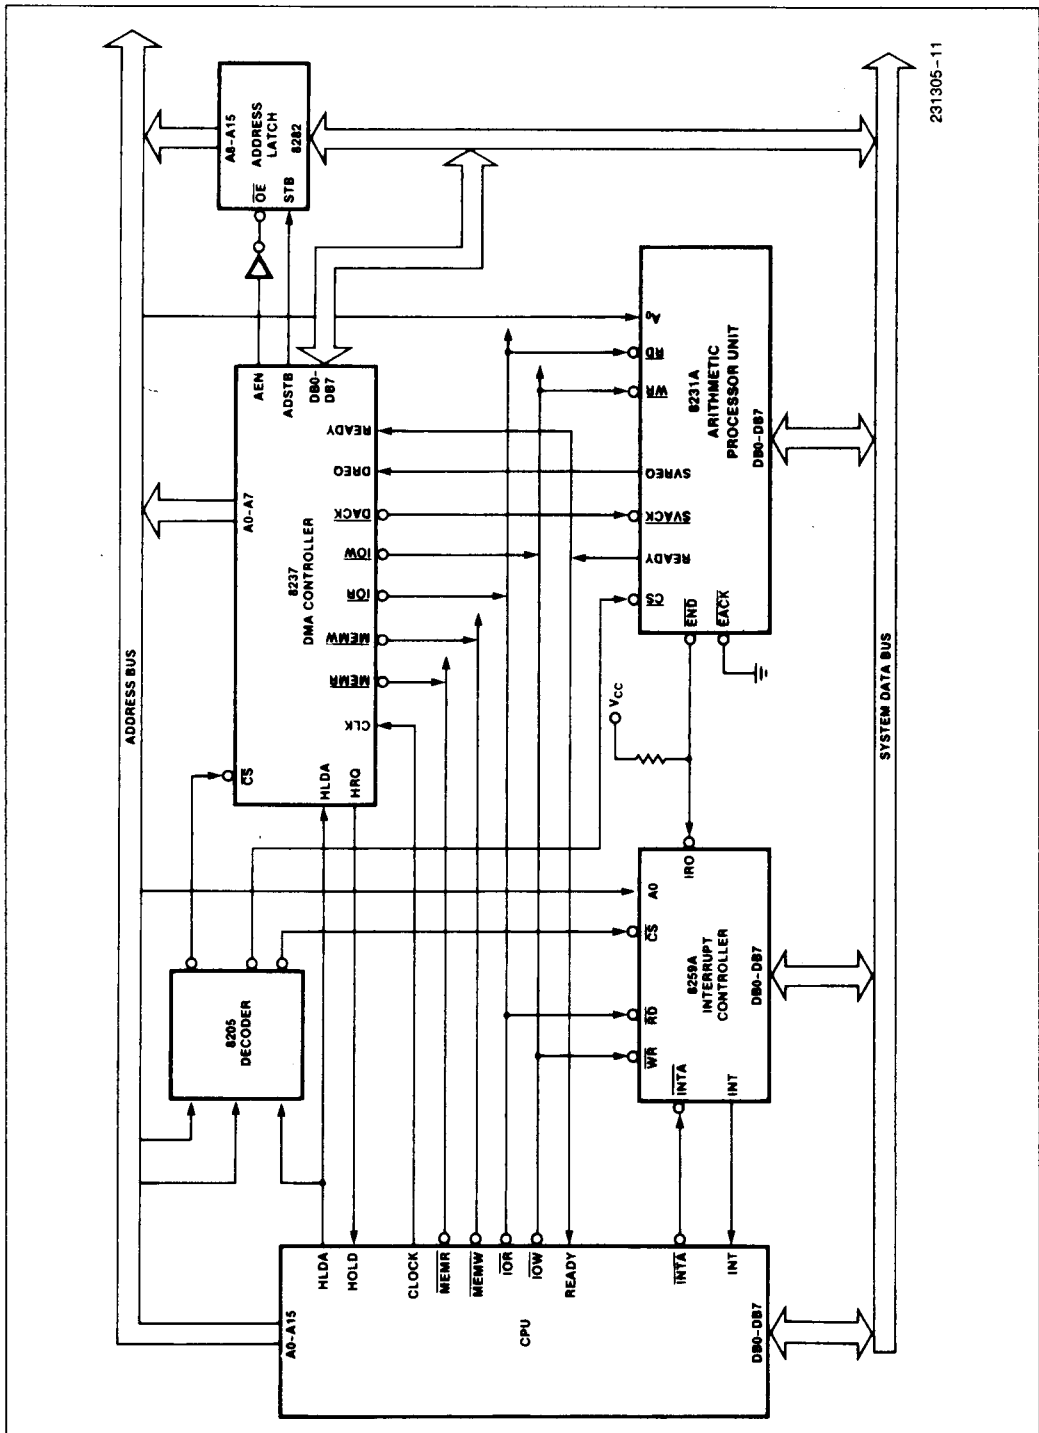 ADDRESS BUS
A8-A15
ADDRESS
LATCH
8282
OE
STB
AEN
ADSTB
DB0-
DB7
A0-A7
8237
DMA CONTROLLER
READY
DREQ
DACK
IOW
IOR
MEMW
MEMR
CLK
CS
HLDA
HRQ
8205
DECODER
A0
RD
WR
SVREQ
SVACK
READY
CS
8231A
ARITHMETIC
PROCESSOR UNIT
DB0-DB7
END
EACK
VCC
IRO
A0
CS
RD
WR
8259A
INTERRUPT
CONTROLLER
DB0-DB7
INTA
INT
A0-A15
HLDA
HOLD
CLOCK
MEMR
MEMW
IOR
IOW
READY
INTA
INT
CPU
DB0-DB7
SYSTEM DATA BUS
231305-11